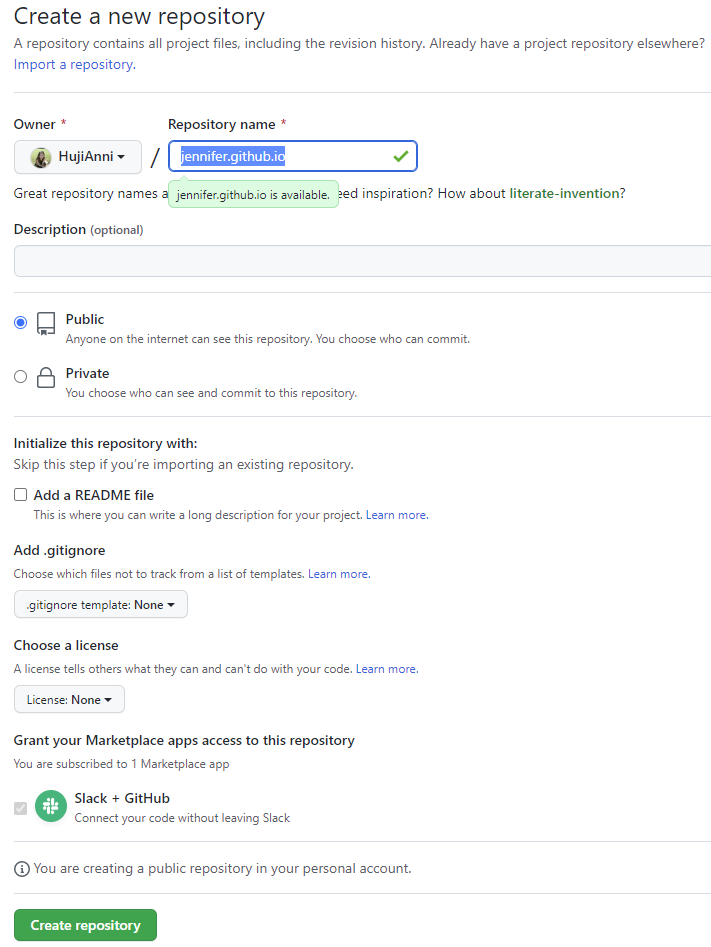 Create a new repository
A repository contains all project files, including the revision history. Already have a project repository elsewhere?
Import a repository.
Owner * Repository name *
HujiAnni / jennifer.github.io
Great repository names a eed inspiration? How about literate-invention?
jennifer.github.io is available.
Description (optional)
Public
Anyone on the internet can see this repository. You choose who can commit.
Private
You choose who can see and commit to this repository.
Initialize this repository with:
Skip this step if you're importing an existing repository.
Add a README file
This is where you can write a long description for your project. Learn more.
Add .gitignore
Choose which files not to track from a list of templates. Learn more.
.gitignore template: None
Choose a license
A license tells others what they can and can't do with your code. Learn more.
License: None
Grant your Marketplace apps access to this repository
You are subscribed to 1 Marketplace app
Slack + GitHub
Connect your code without leaving Slack
You are creating a public repository in your personal account.
Create repository